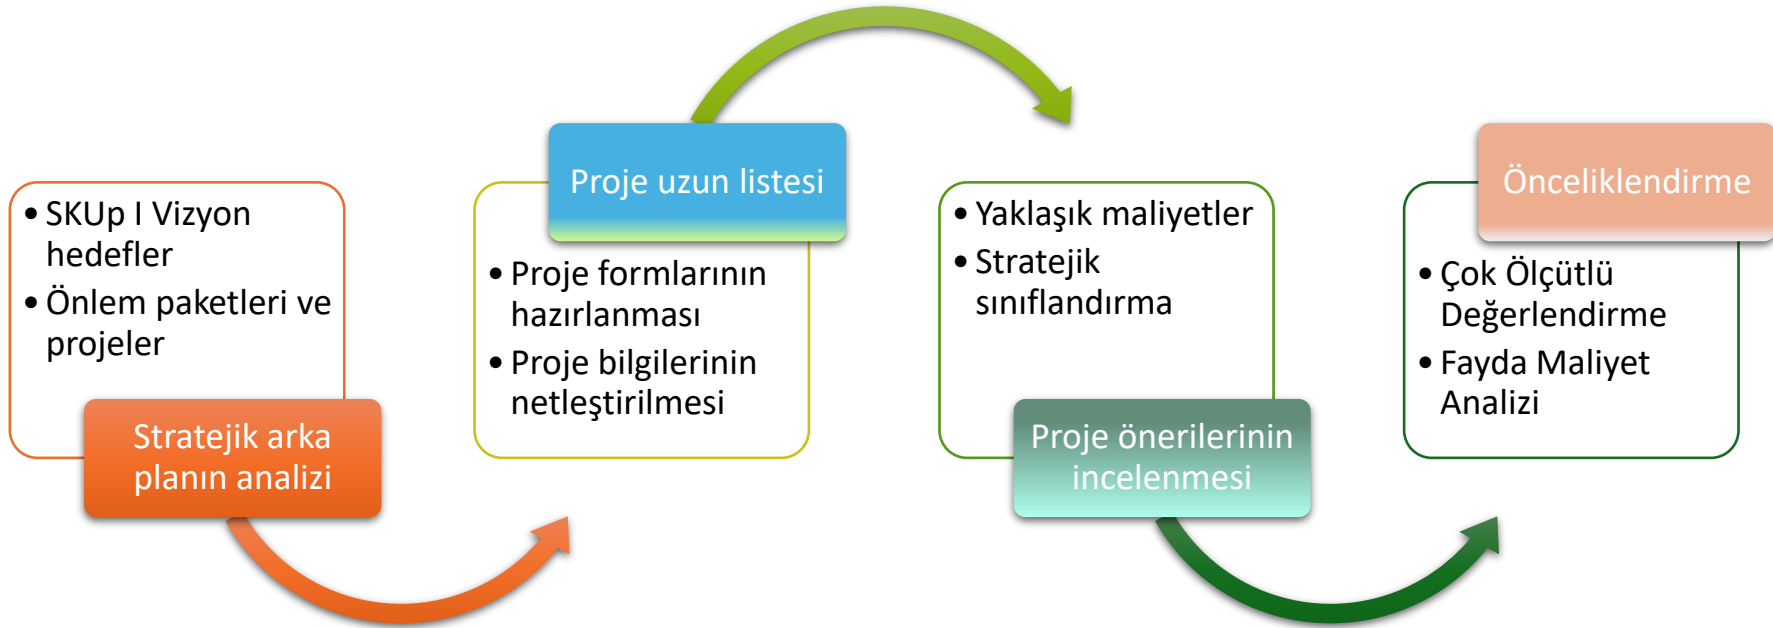 • SKUp I Vizyon
hedefler
• Önlem paketleri ve
projeler
Stratejik arka
planın analizi
Proje uzun listesi
• Proje formlarının
hazırlanması
• Proje bilgilerinin
netleştirilmesi
• Yaklaşık maliyetler
• Stratejik
sınıflandırma
Proje önerilerinin
incelenmesi
Önceliklendirme
• Çok Ölçütlü
Değerlendirme
• Fayda Maliyet
Analizi